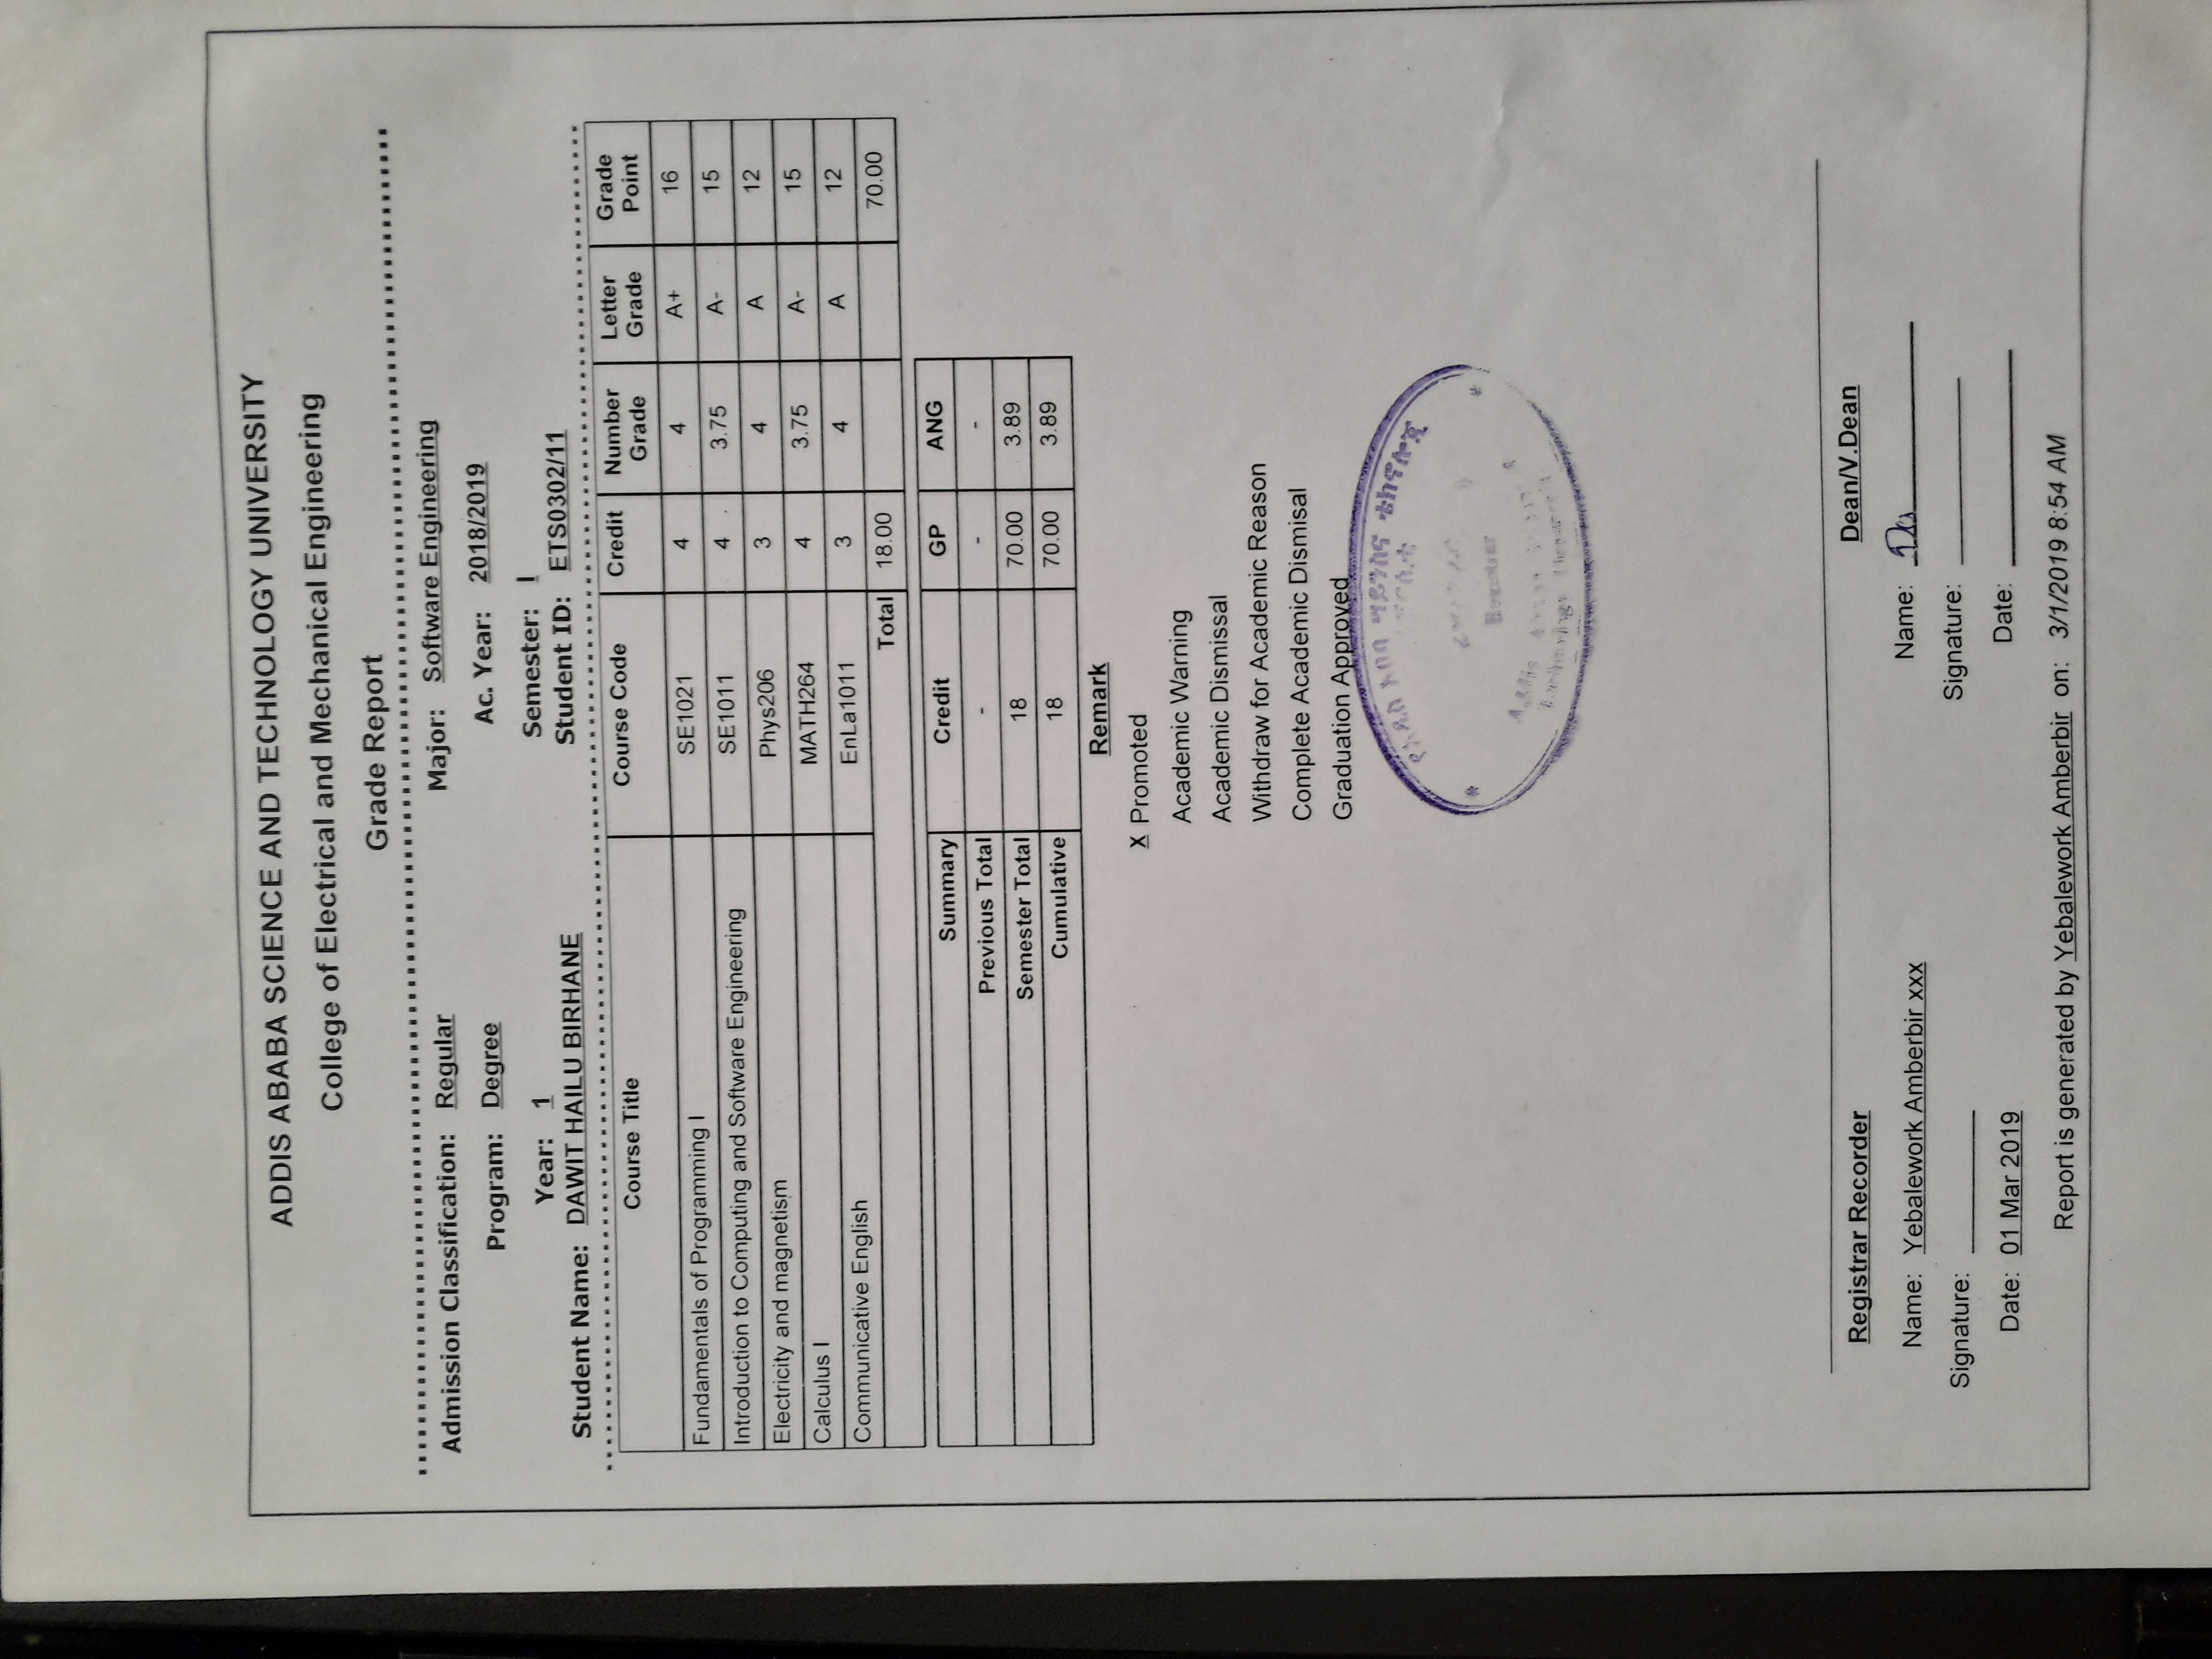 ADDIS ABABA SCIENCE AND TECHNOLOGY UNIVERSITY
College of Electrical and Mechanical Engineering
Grade Report
Admission Classification: Regular Major: Software Engineering
Program: Degree Ac. Year: 2018/2019
Year: 1 Semester: I
Student Name: DAWIT HAILU BIRHANE Student ID: ETS0302/11
Course Title Course Code Credit Number Grade Letter Grade Grade Point
Fundamentals of Programming I SE1021 4 4 A+ 16
Introduction to Computing and Software Engineering SE1011 4 3.75 A- 15
Electricity and magnetism Phys206 3 4 A 12
Calculus I MATH264 4 3.75 A- 15
Communicative English EnLa1011 3 4 A 12
Total 18.00 70.00
Summary Credit GP ANG
Previous Total - - -
Semester Total 18 70.00 3.89
Cumulative 18 70.00 3.89
Remark
X Promoted
Academic Warning
Academic Dismissal
Withdraw for Academic Reason
Complete Academic Dismisal
Graduation Approved
የአዲስ አበባ ሣይንስና ቴክኖሎጂ
Registrar
Addis
Technology University
Registrar Recorder Dean/V.Dean
Name: Yebalework Amberbir xxx Name:
Signature: Signature:
Date: 01 Mar 2019 Date:
Report is generated by Yebalework Amberbir on: 3/1/2019 8:54 AM